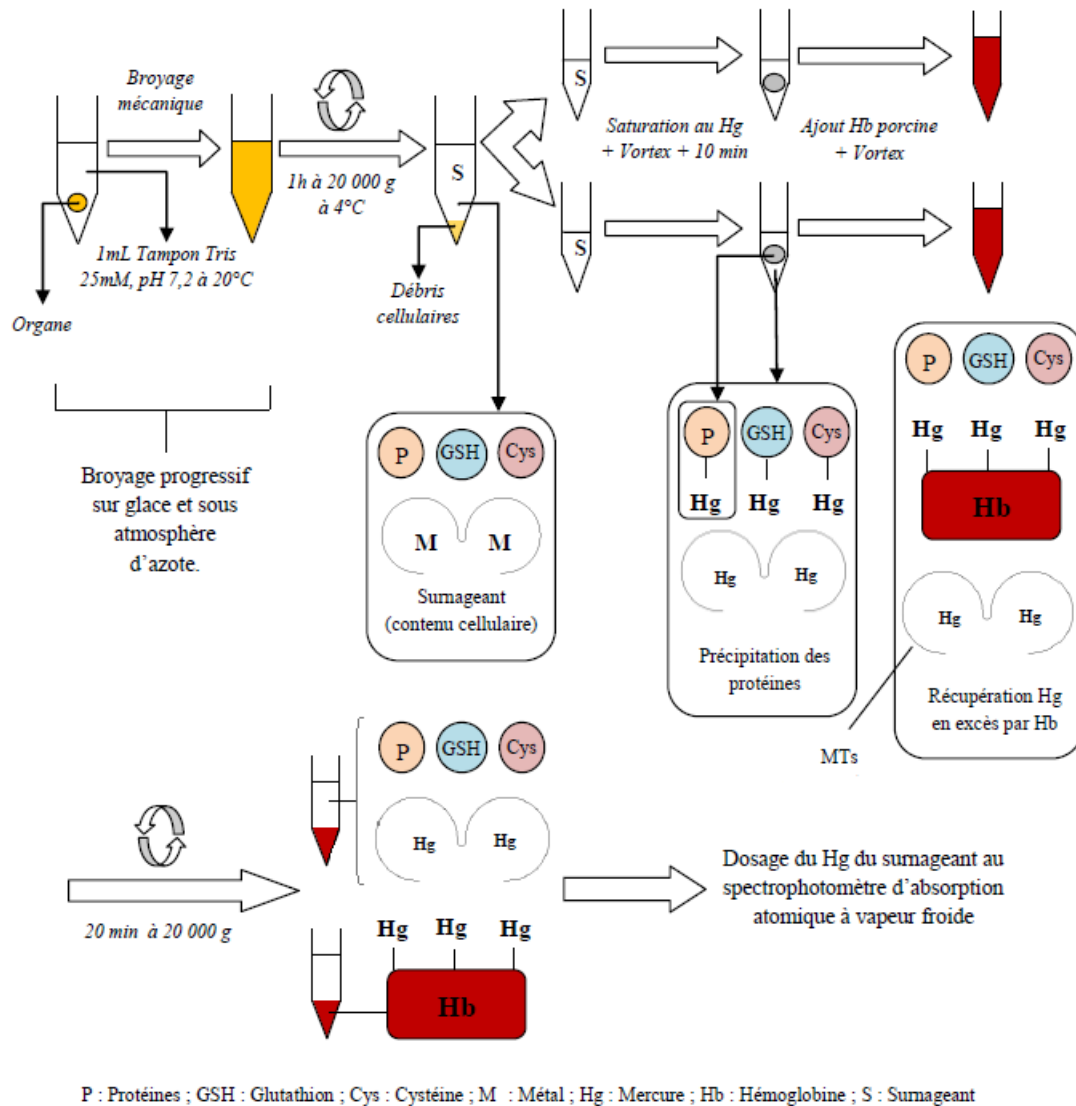 Broyage
mécanique
1h à 20 000 g
à 4°C
S
S
Saturation au Hg
+ Vortex + 10 min
Ajout Hb porcine
+ Vortex
S
1mL Tampon Tris
25mM, pH 7,2 à 20°C
Organe
Débris
cellulaires
Broyage progressif
sur glace et sous
atmosphère
d'azote.
P GSH Cys
M M
Surnageant
(contenu cellulaire)
P GSH Cys
Hg Hg Hg
Hg Hg
Précipitation des
protéines
P GSH Cys
Hg Hg Hg
Hb
Hg Hg
Récupération Hg
en excès par Hb
MTs
20 min à 20 000 g
P GSH Cys
Hg Hg
Hg Hg Hg
Hb
Dosage du Hg du surnageant au
spectrophotomètre d'absorption
atomique à vapeur froide
P : Protéines ; GSH : Glutathion ; Cys : Cystéine ; M : Métal ; Hg : Mercure ; Hb : Hémoglobine ; S : Surnageant